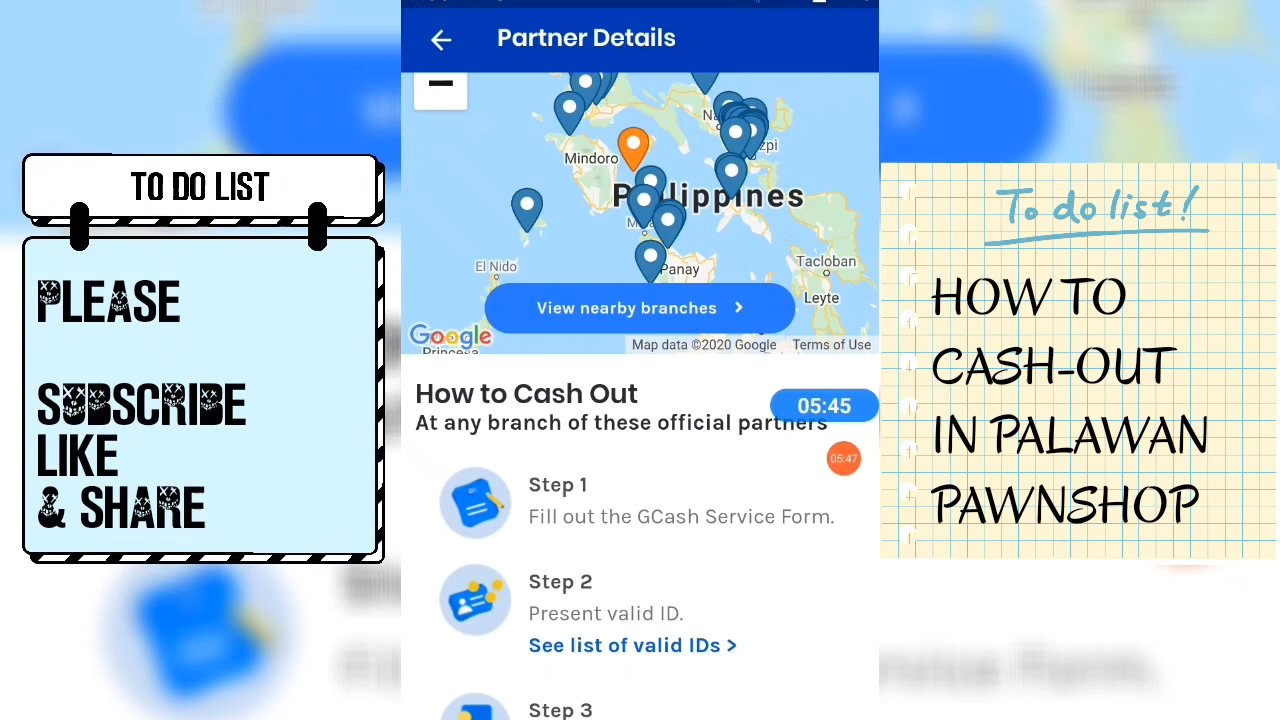 Partner Details
Mindoro
Philippines
El Nido
Panay
Tacloban
Leyte
View nearby branches >
Google
Map data ©2020 Google
Terms of Use
How to Cash Out
At any branch of these official partners
05:45
05:47
Step 1
Fill out the GCash Service Form.
Step 2
Present valid ID.
See list of valid IDs >
Step 3
TO DO LIST
PLEASE
SUBSCRIBE
LIKE
& SHARE
To do list!
HOW TO
CASH-OUT
IN PALAWAN
PAWNSHOP